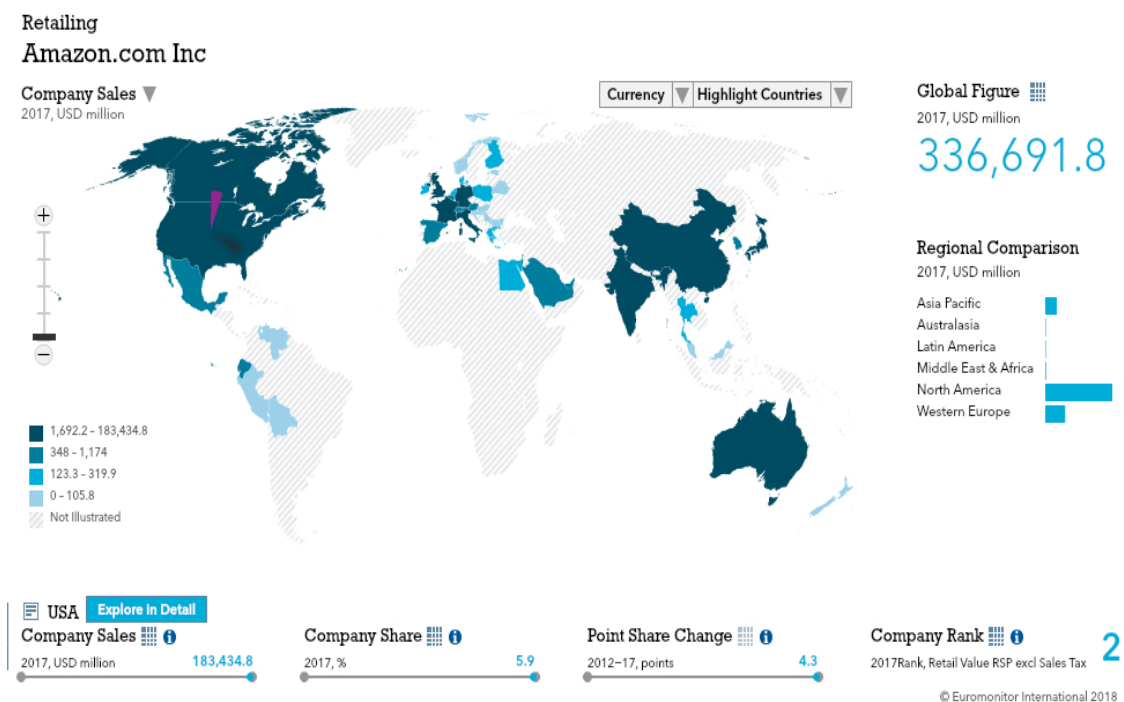 Retailing
Amazon.com Inc
Company Sales
2017, USD million
Currency
Highlight Countries
Global Figure
2017, USD million
336,691.8
Regional Comparison
2017, USD million
Asia Pacific
Australasia
Latin America
Middle East & Africa
North America
Western Europe
1,692.2 - 183,434.8
348 - 1,174
123.3 - 319.9
0 - 105.8
Not Illustrated
USA Explore in Detail
Company Sales
2017, USD million 183,434.8
Company Share
2017, % 5.9
Point Share Change
2012–17, points 4.3
Company Rank
2017Rank, Retail Value RSP excl Sales Tax 2
© Euromonitor International 2018